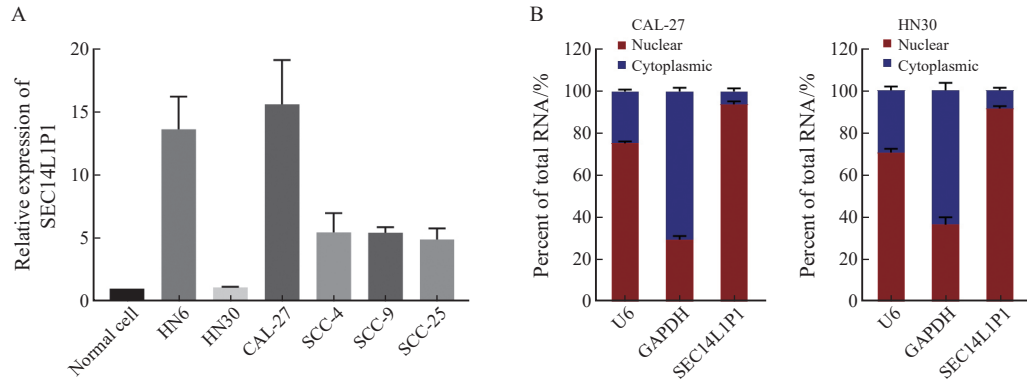 A
Relative expression of
SEC14L1P1
20
15
10
5
0
Normal cell
HN6
HN30
CAL-27
SCC-4
SCC-9
SCC-25
B
CAL-27
Nuclear
Cytoplasmic
Percent of total RNA/%
120
100
80
60
40
20
0
U6
GAPDH
SEC14L1P1
HN30
Nuclear
Cytoplasmic
Percent of total RNA/%
120
100
80
60
40
20
0
U6
GAPDH
SEC14L1P1